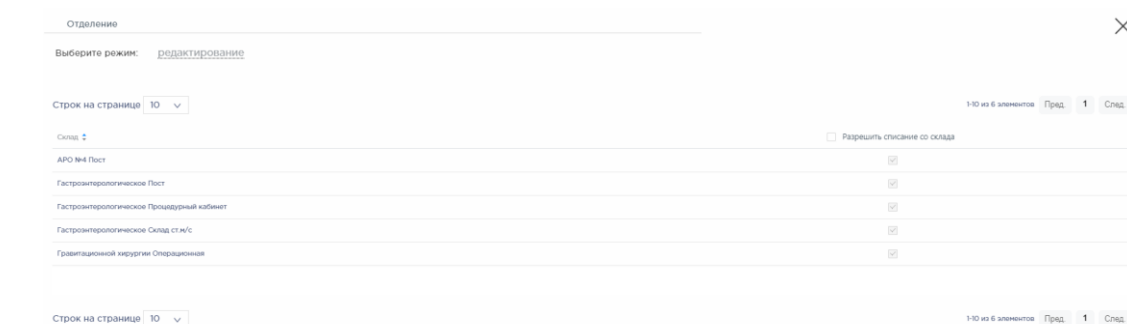 Отделение
Выберите режим: редактирование
Строк на странице 10 1-10 из 6 элементов Пред. 1 След.
Склад Разрешить списание со склада
АРО №4 Пост
Гастроэнтерологическое Пост
Гастроэнтерологическое Процедурный кабинет
Гастроэнтерологическое Склад ст.м/с
Гравитационной хирургии Операционная
Строк на странице 10 1-10 из 6 элементов Пред. 1 След.